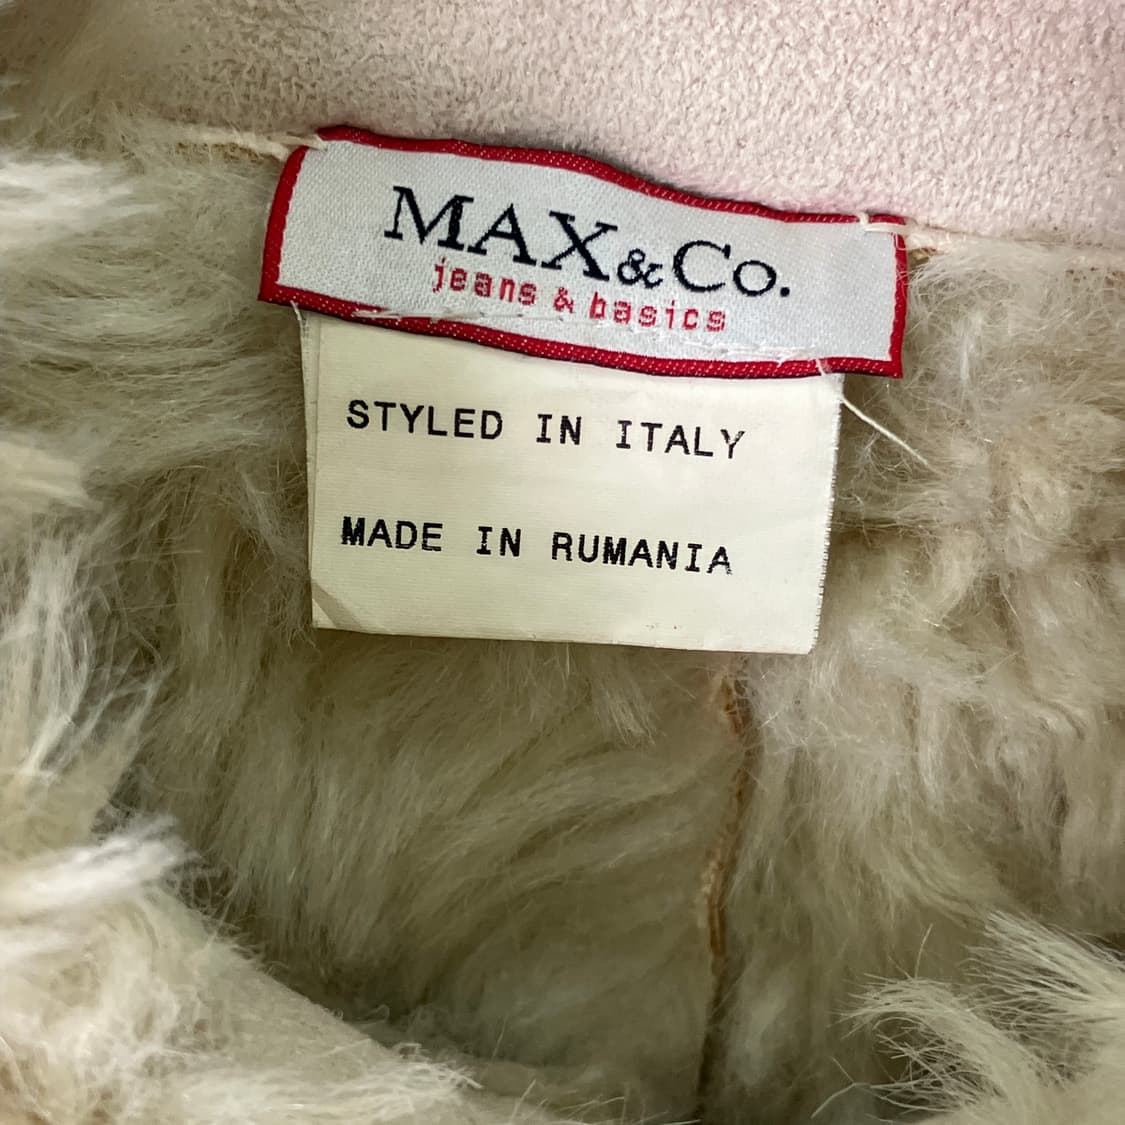 MAX&Co.
jeans & basics
STYLED IN ITALY
MADE IN RUMANIA